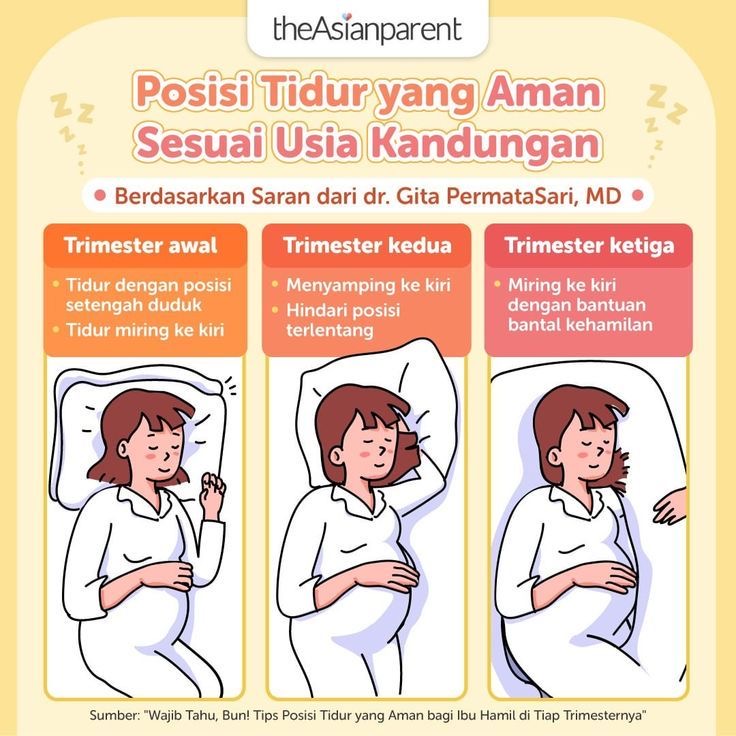 theAsianparent
Posisi Tidur yang Aman
Sesuai Usia Kandungan
• Berdasarkan Saran dari dr. Gita PermataSari, MD •
Trimester awal
• Tidur dengan posisi
setengah duduk
• Tidur miring ke kiri
Trimester kedua
• Menyamping ke kiri
• Hindari posisi
terlentang
Trimester ketiga
• Miring ke kiri
dengan bantuan
bantal kehamilan
Sumber: "Wajib Tahu, Bun! Tips Posisi Tidur yang Aman bagi Ibu Hamil di Tiap Trimesternya"